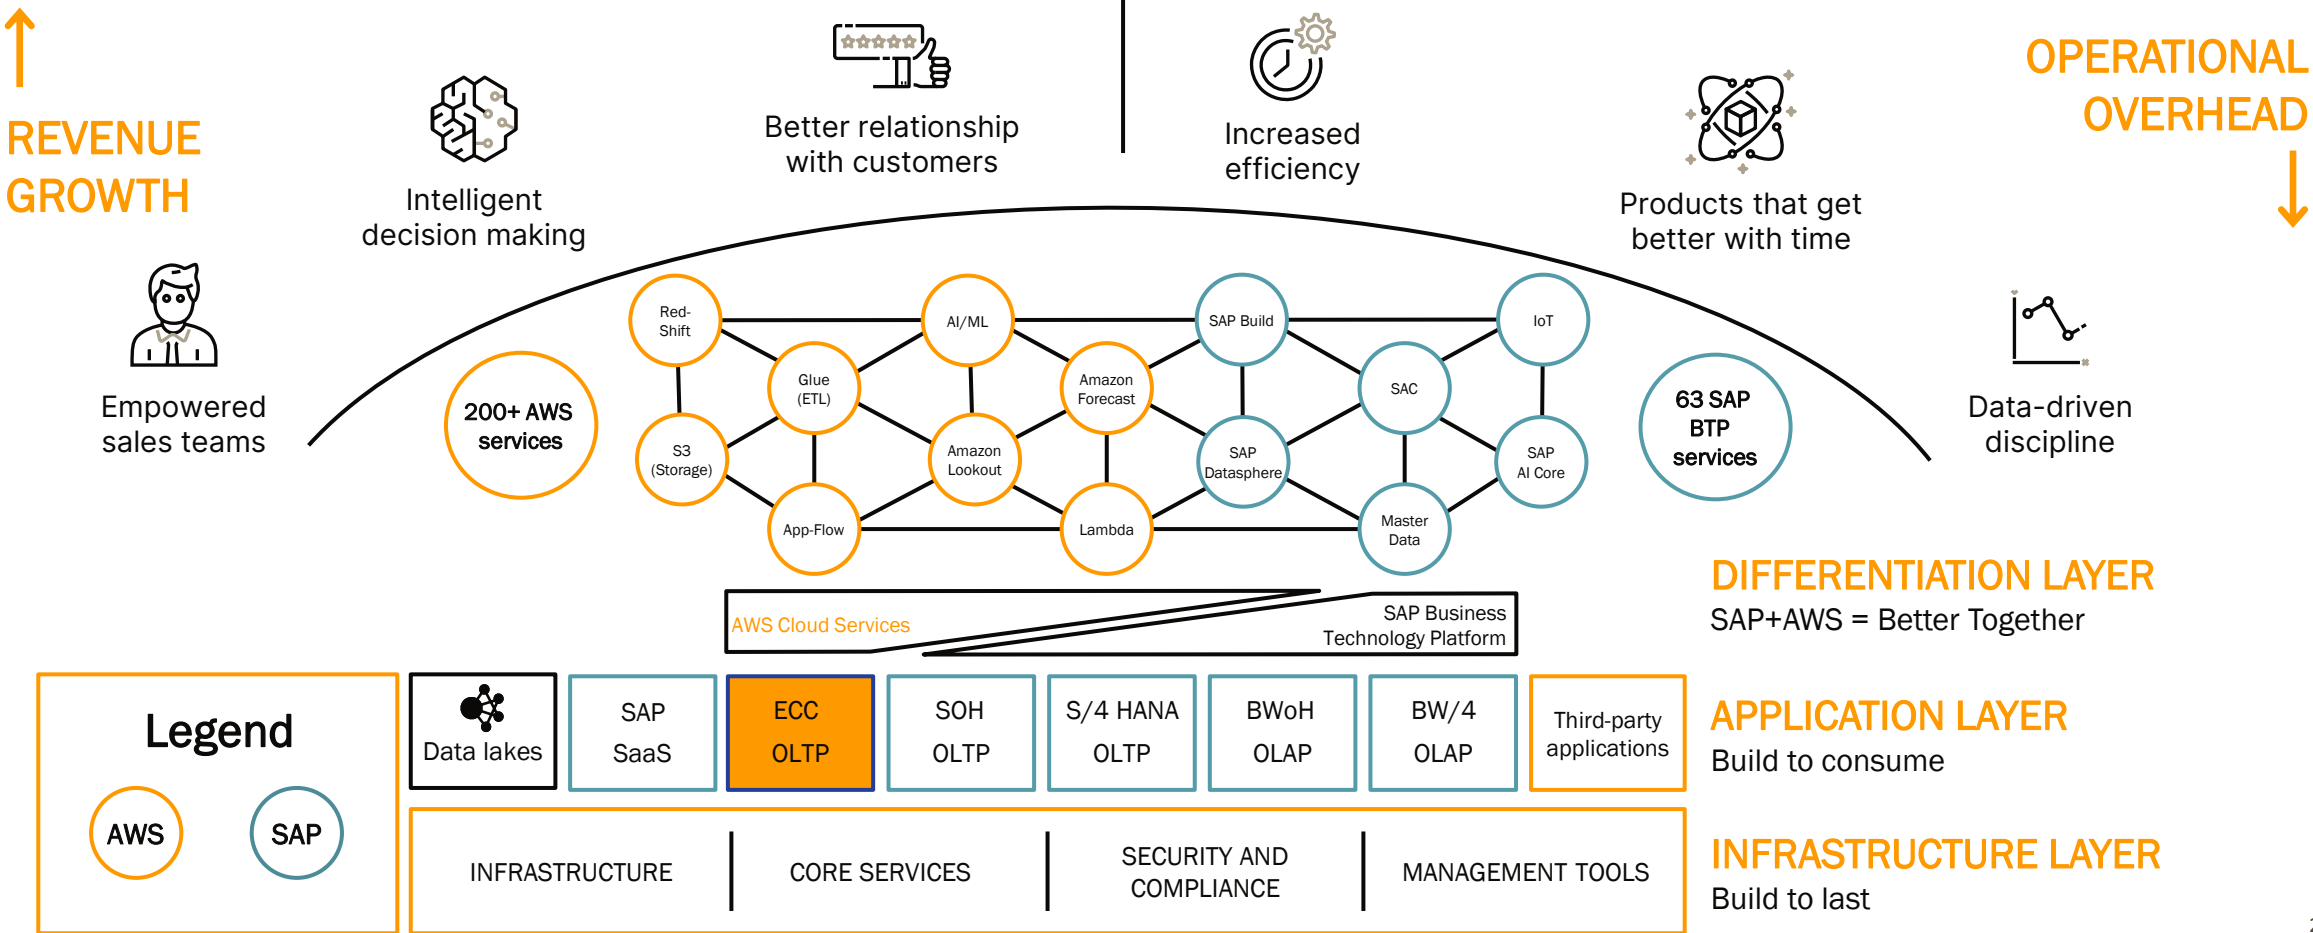 REVENUE
GROWTH
Empowered
sales teams
Intelligent
decision making
Better relationship
with customers
Increased
efficiency
Products that get
better with time
OPERATIONAL
OVERHEAD
Data-driven
discipline
200+ AWS
services
Red-
Shift
AI/ML
SAP Build
IoT
Glue
(ETL)
Amazon
Forecast
SAC
S3
(Storage)
Amazon
Lookout
SAP
Datasphere
SAP
AI Core
App-Flow
Lambda
Master
Data
63 SAP
BTP
services
AWS Cloud Services
SAP Business
Technology Platform
DIFFERENTIATION LAYER
SAP+AWS = Better Together
Legend
AWS
SAP
Data lakes
SAP
SaaS
ECC
OLTP
SOH
OLTP
S/4 HANA
OLTP
BWoH
OLAP
BW/4
OLAP
Third-party
applications
APPLICATION LAYER
Build to consume
INFRASTRUCTURE
CORE SERVICES
SECURITY AND
COMPLIANCE
MANAGEMENT TOOLS
INFRASTRUCTURE LAYER
Build to last